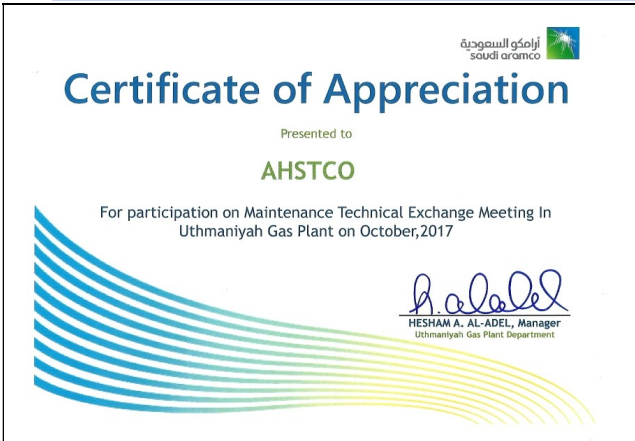 أرامكو السعودية
saudi aramco
Certificate of Appreciation
Presented to
AHSTCO
For participation on Maintenance Technical Exchange Meeting In
Uthmaniyah Gas Plant on October,2017
h.aladel
HESHAM A. AL-ADEL, Manager
Uthmaniyah Gas Plant Department